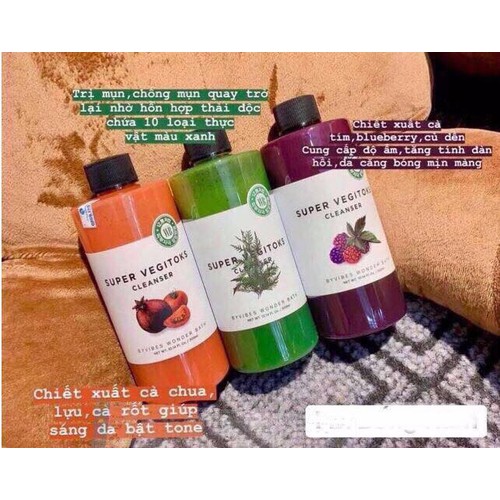 Trị mụn,chống mụn quay trở
lại nhờ hỗn hợp thải độc
chứa 10 loại thực
vật màu xanh
Chiết xuất cà
tím,blueberry,củ dền
Cung cấp độ ẩm,tăng tính đàn
hồi,da căng bóng mịn màng
SUPER VEGITOKS
CLEANSER
BYVIBES WONDER BATH
SUPER VEGITOKS
CLEANSER
BYVIBES WONDER BATH
SUPER VEGITOKS
CLEANSER
BYVIBES WONDER BATH
Chiết xuất cà chua,
lựu,cà rốt giúp
sáng da bật tone